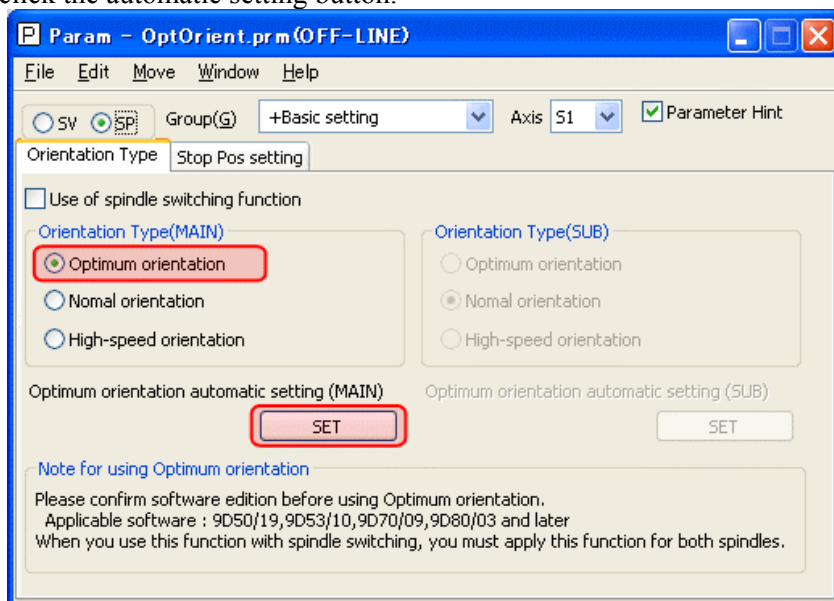 click the automatic setting button.
P Param - OptOrient.prm(OFF-LINE)
File Edit Move Window Help
SV SP Group(G) +Basic setting Axis S1 Parameter Hint
Orientation Type Stop Pos setting
Use of spindle switching function
Orientation Type(MAIN) Orientation Type(SUB)
Optimum orientation Optimum orientation
Nomal orientation Nomal orientation
High-speed orientation High-speed orientation
Optimum orientation automatic setting (MAIN) Optimum orientation automatic setting (SUB)
SET SET
Note for using Optimum orientation
Please confirm software edition before using Optimum orientation.
Applicable software : 9D50/19,9D53/10,9D70/09,9D80/03 and later
When you use this function with spindle switching, you must apply this function for both spindles.